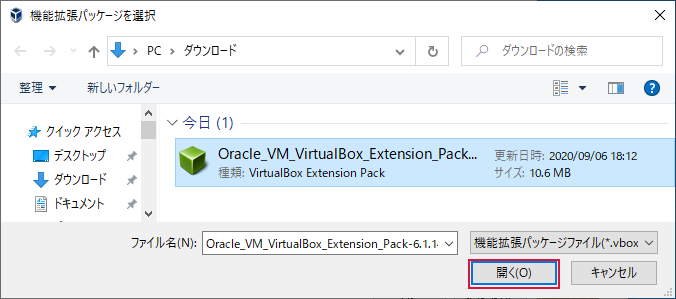 機能拡張パッケージを選択
PC > ダウンロード
ダウンロードの検索
整理 新しいフォルダー
今日 (1)
クイック アクセス
デスクトップ
ダウンロード
ドキュメント
Oracle_VM_VirtualBox_Extension_Pack...
種類: VirtualBox Extension Pack
更新日時: 2020/09/06 18:12
サイズ: 10.6 MB
ファイル名(N): Oracle_VM_VirtualBox_Extension_Pack-6.1.1
機能拡張パッケージファイル(*.vbox
開く(O) キャンセル